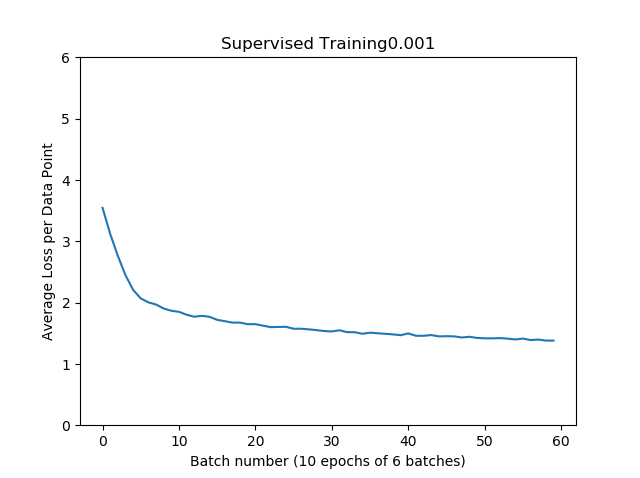 Supervised Training0.001
6
5
4
3
2
1
0
Average Loss per Data Point
0 10 20 30 40 50 60
Batch number (10 epochs of 6 batches)